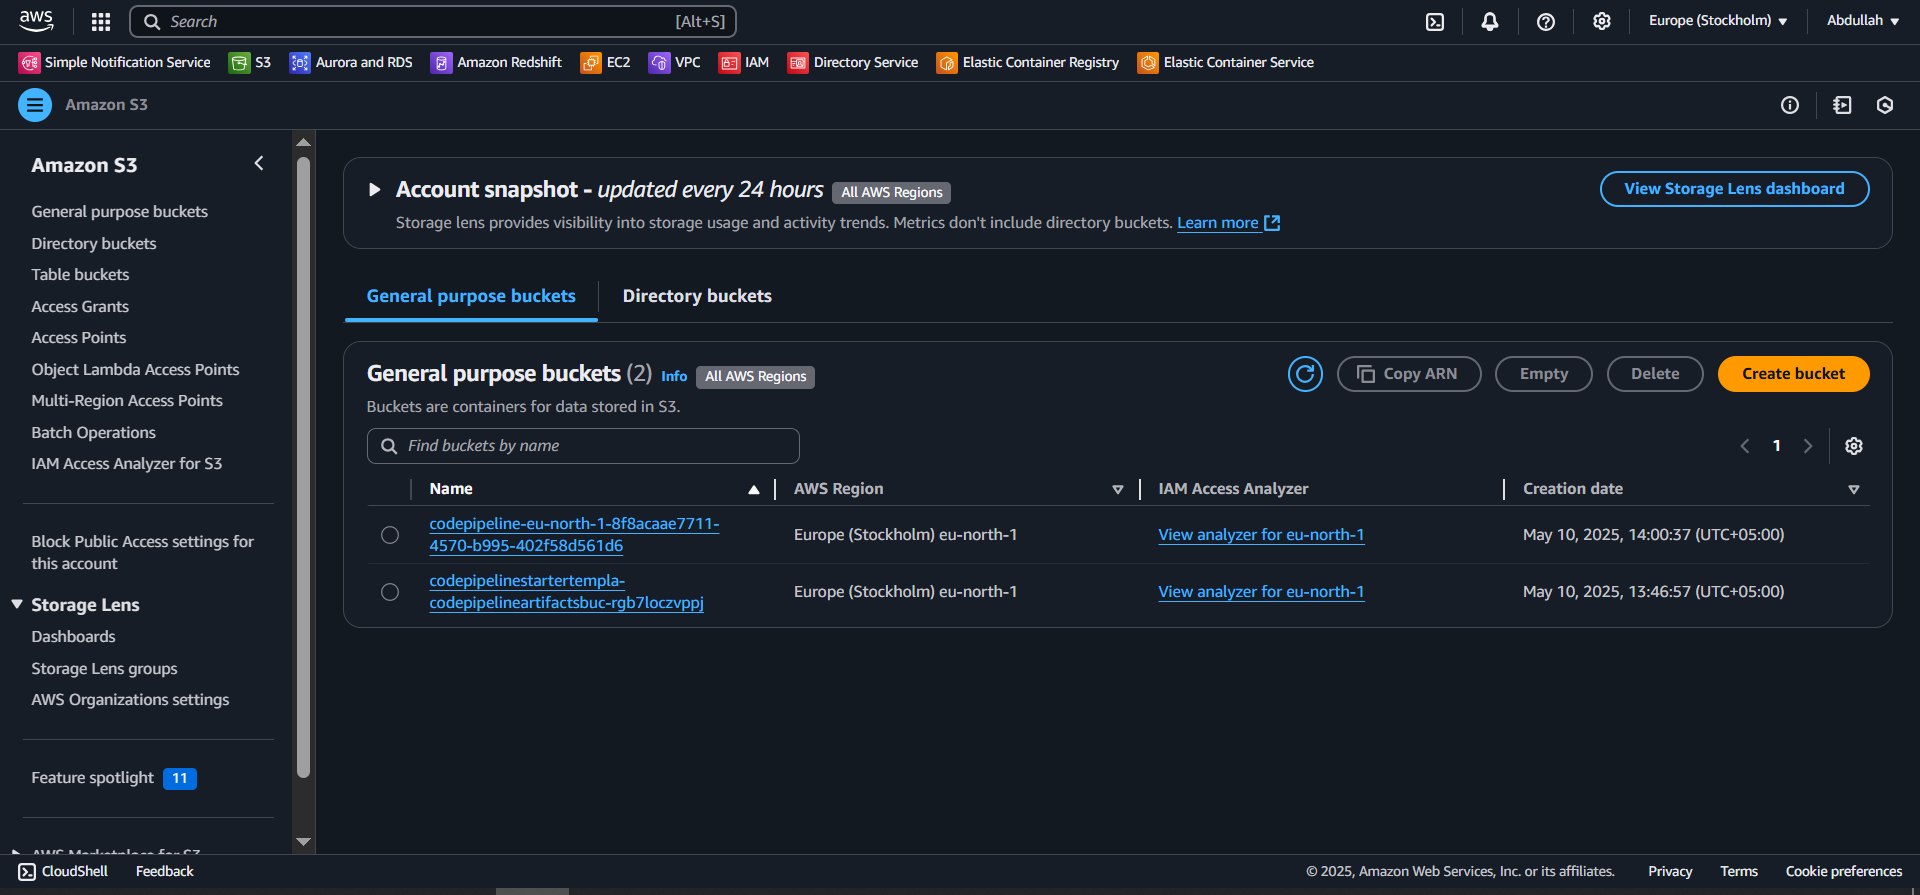 aws
Search [Alt+S]
Europe (Stockholm)
Abdullah
Simple Notification Service
S3
Aurora and RDS
Amazon Redshift
EC2
VPC
IAM
Directory Service
Elastic Container Registry
Elastic Container Service
Amazon S3
Amazon S3
General purpose buckets
Directory buckets
Table buckets
Access Grants
Access Points
Object Lambda Access Points
Multi-Region Access Points
Batch Operations
IAM Access Analyzer for S3
Block Public Access settings for
this account
Storage Lens
Dashboards
Storage Lens groups
AWS Organizations settings
Feature spotlight 11
AWS Marketplace for S3
Account snapshot - updated every 24 hours All AWS Regions
View Storage Lens dashboard
Storage lens provides visibility into storage usage and activity trends. Metrics don't include directory buckets. Learn more
General purpose buckets
Directory buckets
General purpose buckets (2) Info All AWS Regions
Copy ARN
Empty
Delete
Create bucket
Buckets are containers for data stored in S3.
Find buckets by name
1
Name
AWS Region
IAM Access Analyzer
Creation date
codepipeline-eu-north-1-8f8acaae7711-
4570-b995-402f58d561d6
Europe (Stockholm) eu-north-1
View analyzer for eu-north-1
May 10, 2025, 14:00:37 (UTC+05:00)
codepipelinestartertempla-
codepipelineartifactsbuc-rgb7loczvppj
Europe (Stockholm) eu-north-1
View analyzer for eu-north-1
May 10, 2025, 13:46:57 (UTC+05:00)
CloudShell
Feedback
© 2025, Amazon Web Services, Inc. or its affiliates.
Privacy
Terms
Cookie preferences